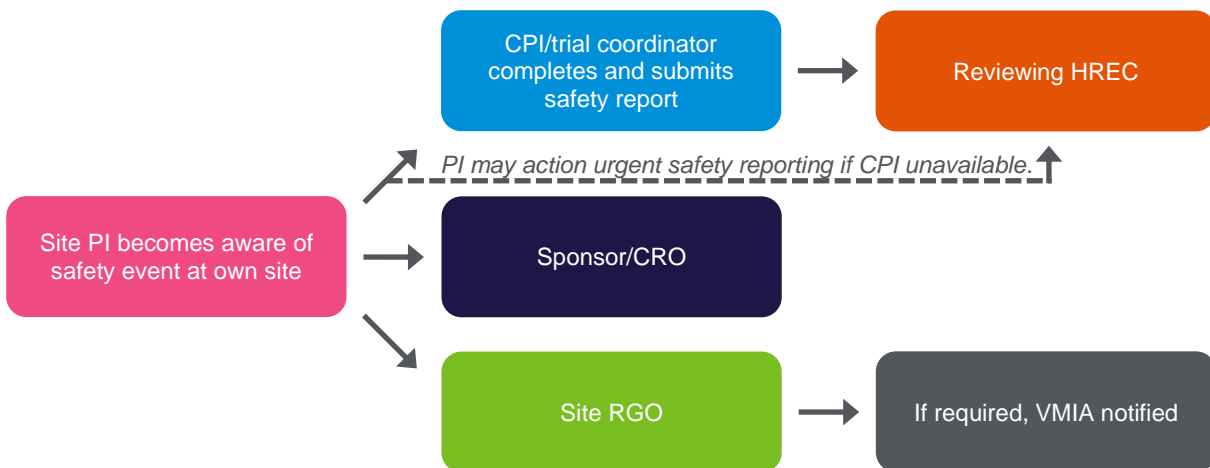 CPI/trial coordinator
completes and submits
safety report
Reviewing HREC
PI may action urgent safety reporting if CPI unavailable.
Site PI becomes aware of
safety event at own site
Sponsor/CRO
Site RGO
If required, VMIA notified